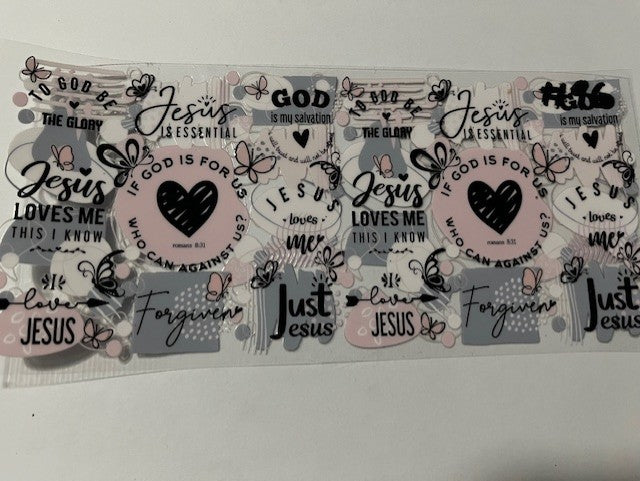 TO GOD BE
THE GLORY
Jesus
IS ESSENTIAL
GOD
is my salvation
TO GOD BE
THE GLORY
Jesus
IS ESSENTIAL
is my salvation
Jesus
LOVES ME
THIS I KNOW
IF GOD IS FOR US
WHO CAN AGAINST US?
romans 8:31
JESUS
loves
me
Jesus
LOVES ME
THIS I KNOW
IF GOD IS FOR US
WHO CAN AGAINST US?
romans 8:31
JESUS
loves
me
I
love
JESUS
Forgiven
Just
Jesus
I
love
JESUS
Forgiven
Just
Jesus